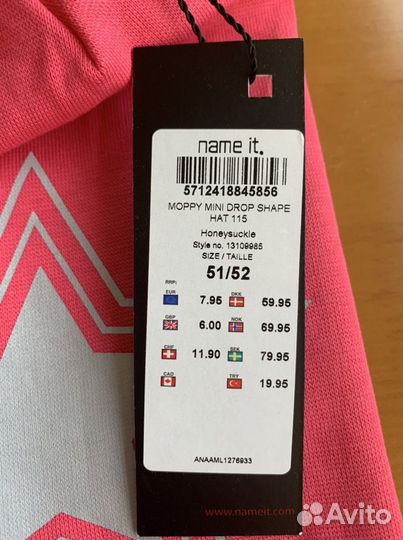 name it.
5712418845856
MOPPY MINI DROP SHAPE
HAT 115
Honeysuckle
Style no. 13109985
SIZE / TAILLE
51/52
RRP:
EUR 7.95 DKK 59.95
GBP 6.00 NOK 69.95
CHF 11.90 SEK 79.95
CAD TRY 19.95
ANAAML1276933
www.nameit.com
Avito